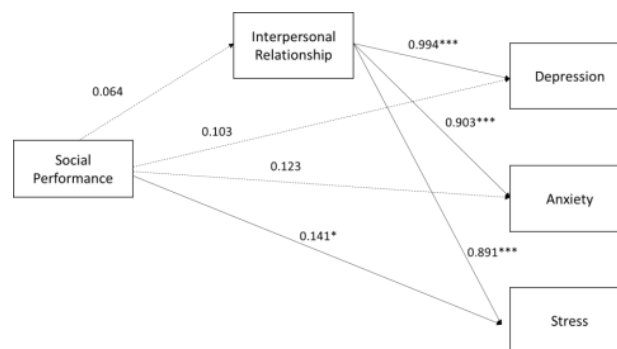 Interpersonal
Relationship
0.994***
Depression
0.064
0.103
0.903***
Social
Performance
0.123
Anxiety
0.141*
0.891***
Stress